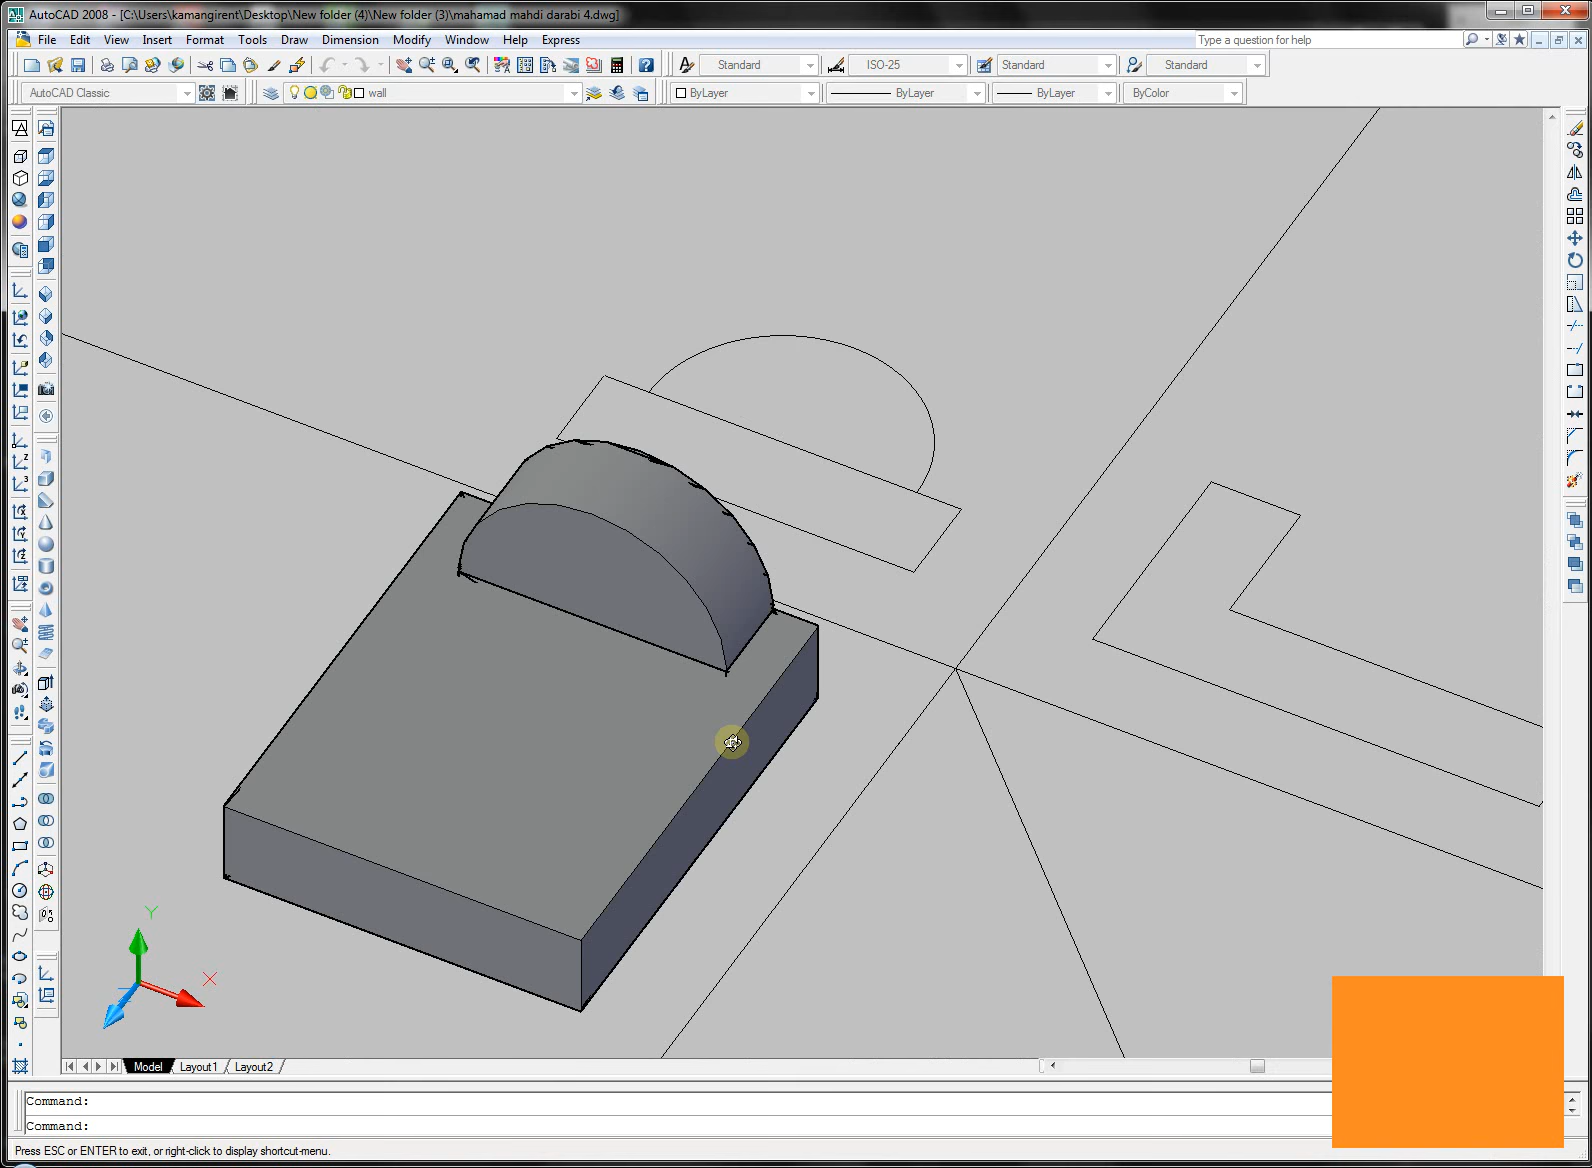 AutoCAD 2008 - [C:\Users\kamangirent\Desktop\New folder (4)\New folder (3)\mahamad mahdi darabi 4.dwg]
File Edit View Insert Format Tools Draw Dimension Modify Window Help Express
Type a question for help
Standard ISO-25 Standard Standard
AutoCAD Classic wall ByLayer ByLayer ByLayer ByColor
Y
X
Model Layout1 Layout2
Command:
Command:
Press ESC or ENTER to exit, or right-click to display shortcut-menu.